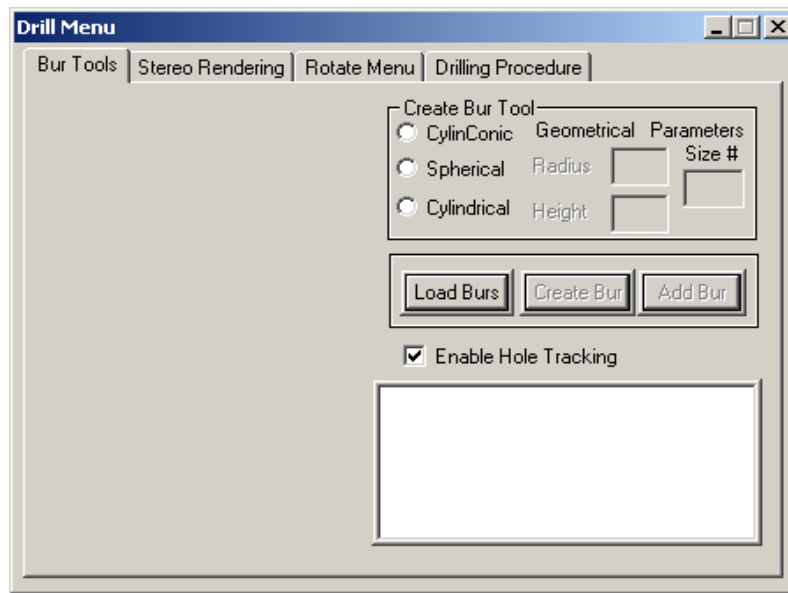 Drill Menu
Bur Tools Stereo Rendering Rotate Menu Drilling Procedure
Create Bur Tool
CylinConic Geometrical Parameters
Size #
Spherical Radius
Cylindrical Height
Load Burs Create Bur Add Bur
Enable Hole Tracking